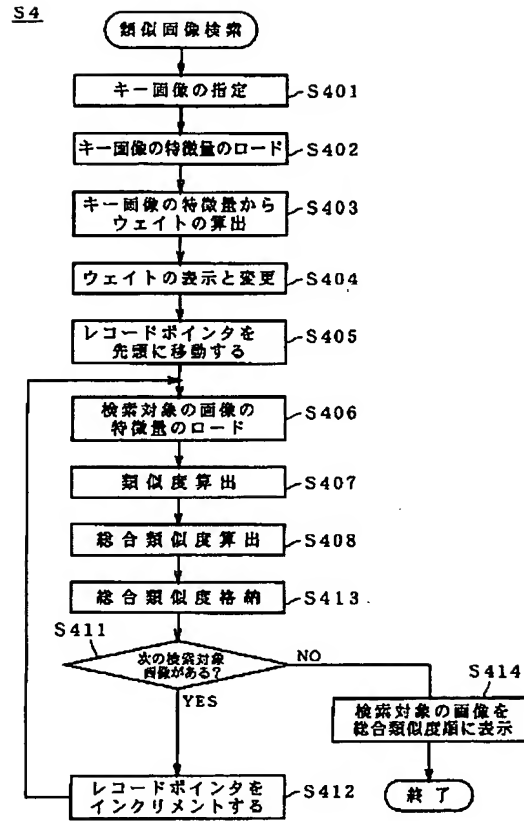 S4
類似画像検索
キー画像の指定
S401
キー画像の特徴量のロード
S402
キー画像の特徴量から
ウェイトの算出
S403
ウェイトの表示と変更
S404
レコードポインタを
先頭に移動する
S405
検索対象の画像の
特徴量のロード
S406
類似度算出
S407
総合類似度算出
S408
総合類似度格納
S413
S411
次の検索対象
画像がある?
NO
YES
S414
検索対象の画像を
総合類似度順に表示
レコードポインタを
インクリメントする
S412
終了